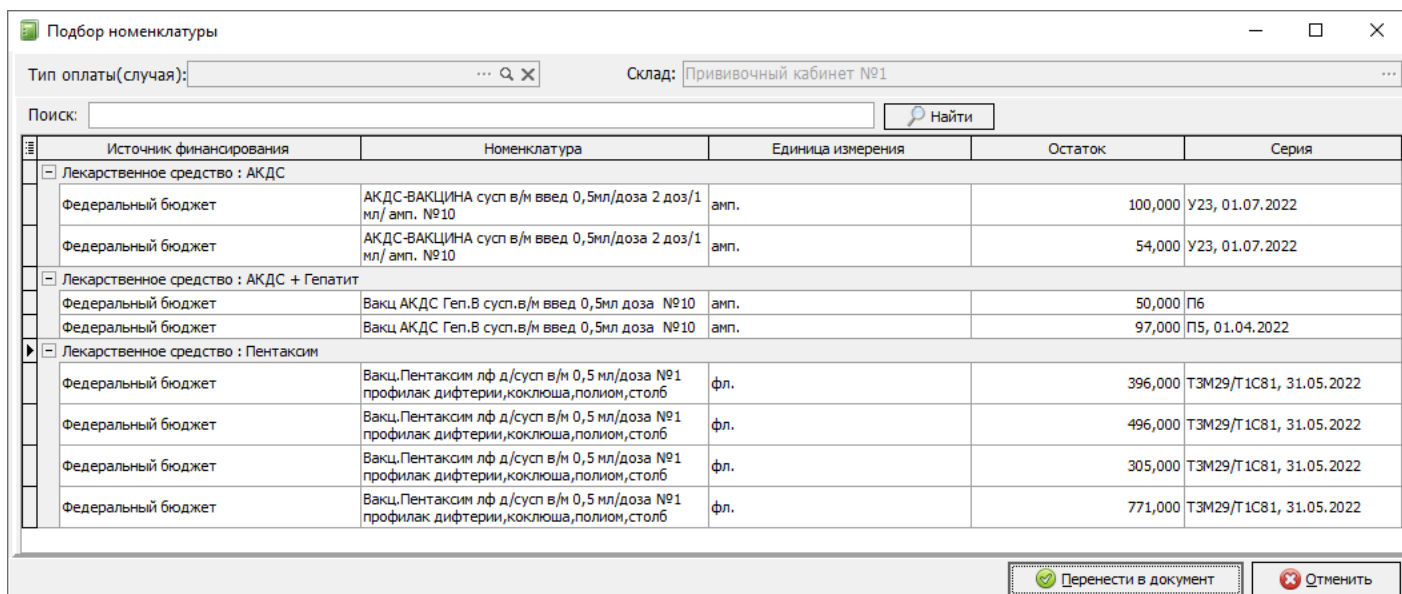 Подбор номенклатуры
Тип оплаты(случая): Склад: Прививочный кабинет №1
Поиск: Найти
Источник финансирования Номенклатура Единица измерения Остаток Серия
Лекарственное средство : АКДС
Федеральный бюджет АКДС-ВАКЦИНА сусп в/м введ 0,5мл/доза 2 доз/1 мл/ амп. №10 амп. 100,000 У23, 01.07.2022
Федеральный бюджет АКДС-ВАКЦИНА сусп в/м введ 0,5мл/доза 2 доз/1 мл/ амп. №10 амп. 54,000 У23, 01.07.2022
Лекарственное средство : АКДС + Гепатит
Федеральный бюджет Вакц АКДС Геп.В сусп.в/м введ 0,5мл доза №10 амп. 50,000 П6
Федеральный бюджет Вакц АКДС Геп.В сусп.в/м введ 0,5мл доза №10 амп. 97,000 П5, 01.04.2022
Лекарственное средство : Пентаксим
Федеральный бюджет Вакц.Пентаксим лф д/сусп в/м 0,5 мл/доза №1 профилак дифтерии,коклюша,полиом,столб фл. 396,000 Т3М29/Т1С81, 31.05.2022
Федеральный бюджет Вакц.Пентаксим лф д/сусп в/м 0,5 мл/доза №1 профилак дифтерии,коклюша,полиом,столб фл. 496,000 Т3М29/Т1С81, 31.05.2022
Федеральный бюджет Вакц.Пентаксим лф д/сусп в/м 0,5 мл/доза №1 профилак дифтерии,коклюша,полиом,столб фл. 305,000 Т3М29/Т1С81, 31.05.2022
Федеральный бюджет Вакц.Пентаксим лф д/сусп в/м 0,5 мл/доза №1 профилак дифтерии,коклюша,полиом,столб фл. 771,000 Т3М29/Т1С81, 31.05.2022
Перенести в документ Отменить